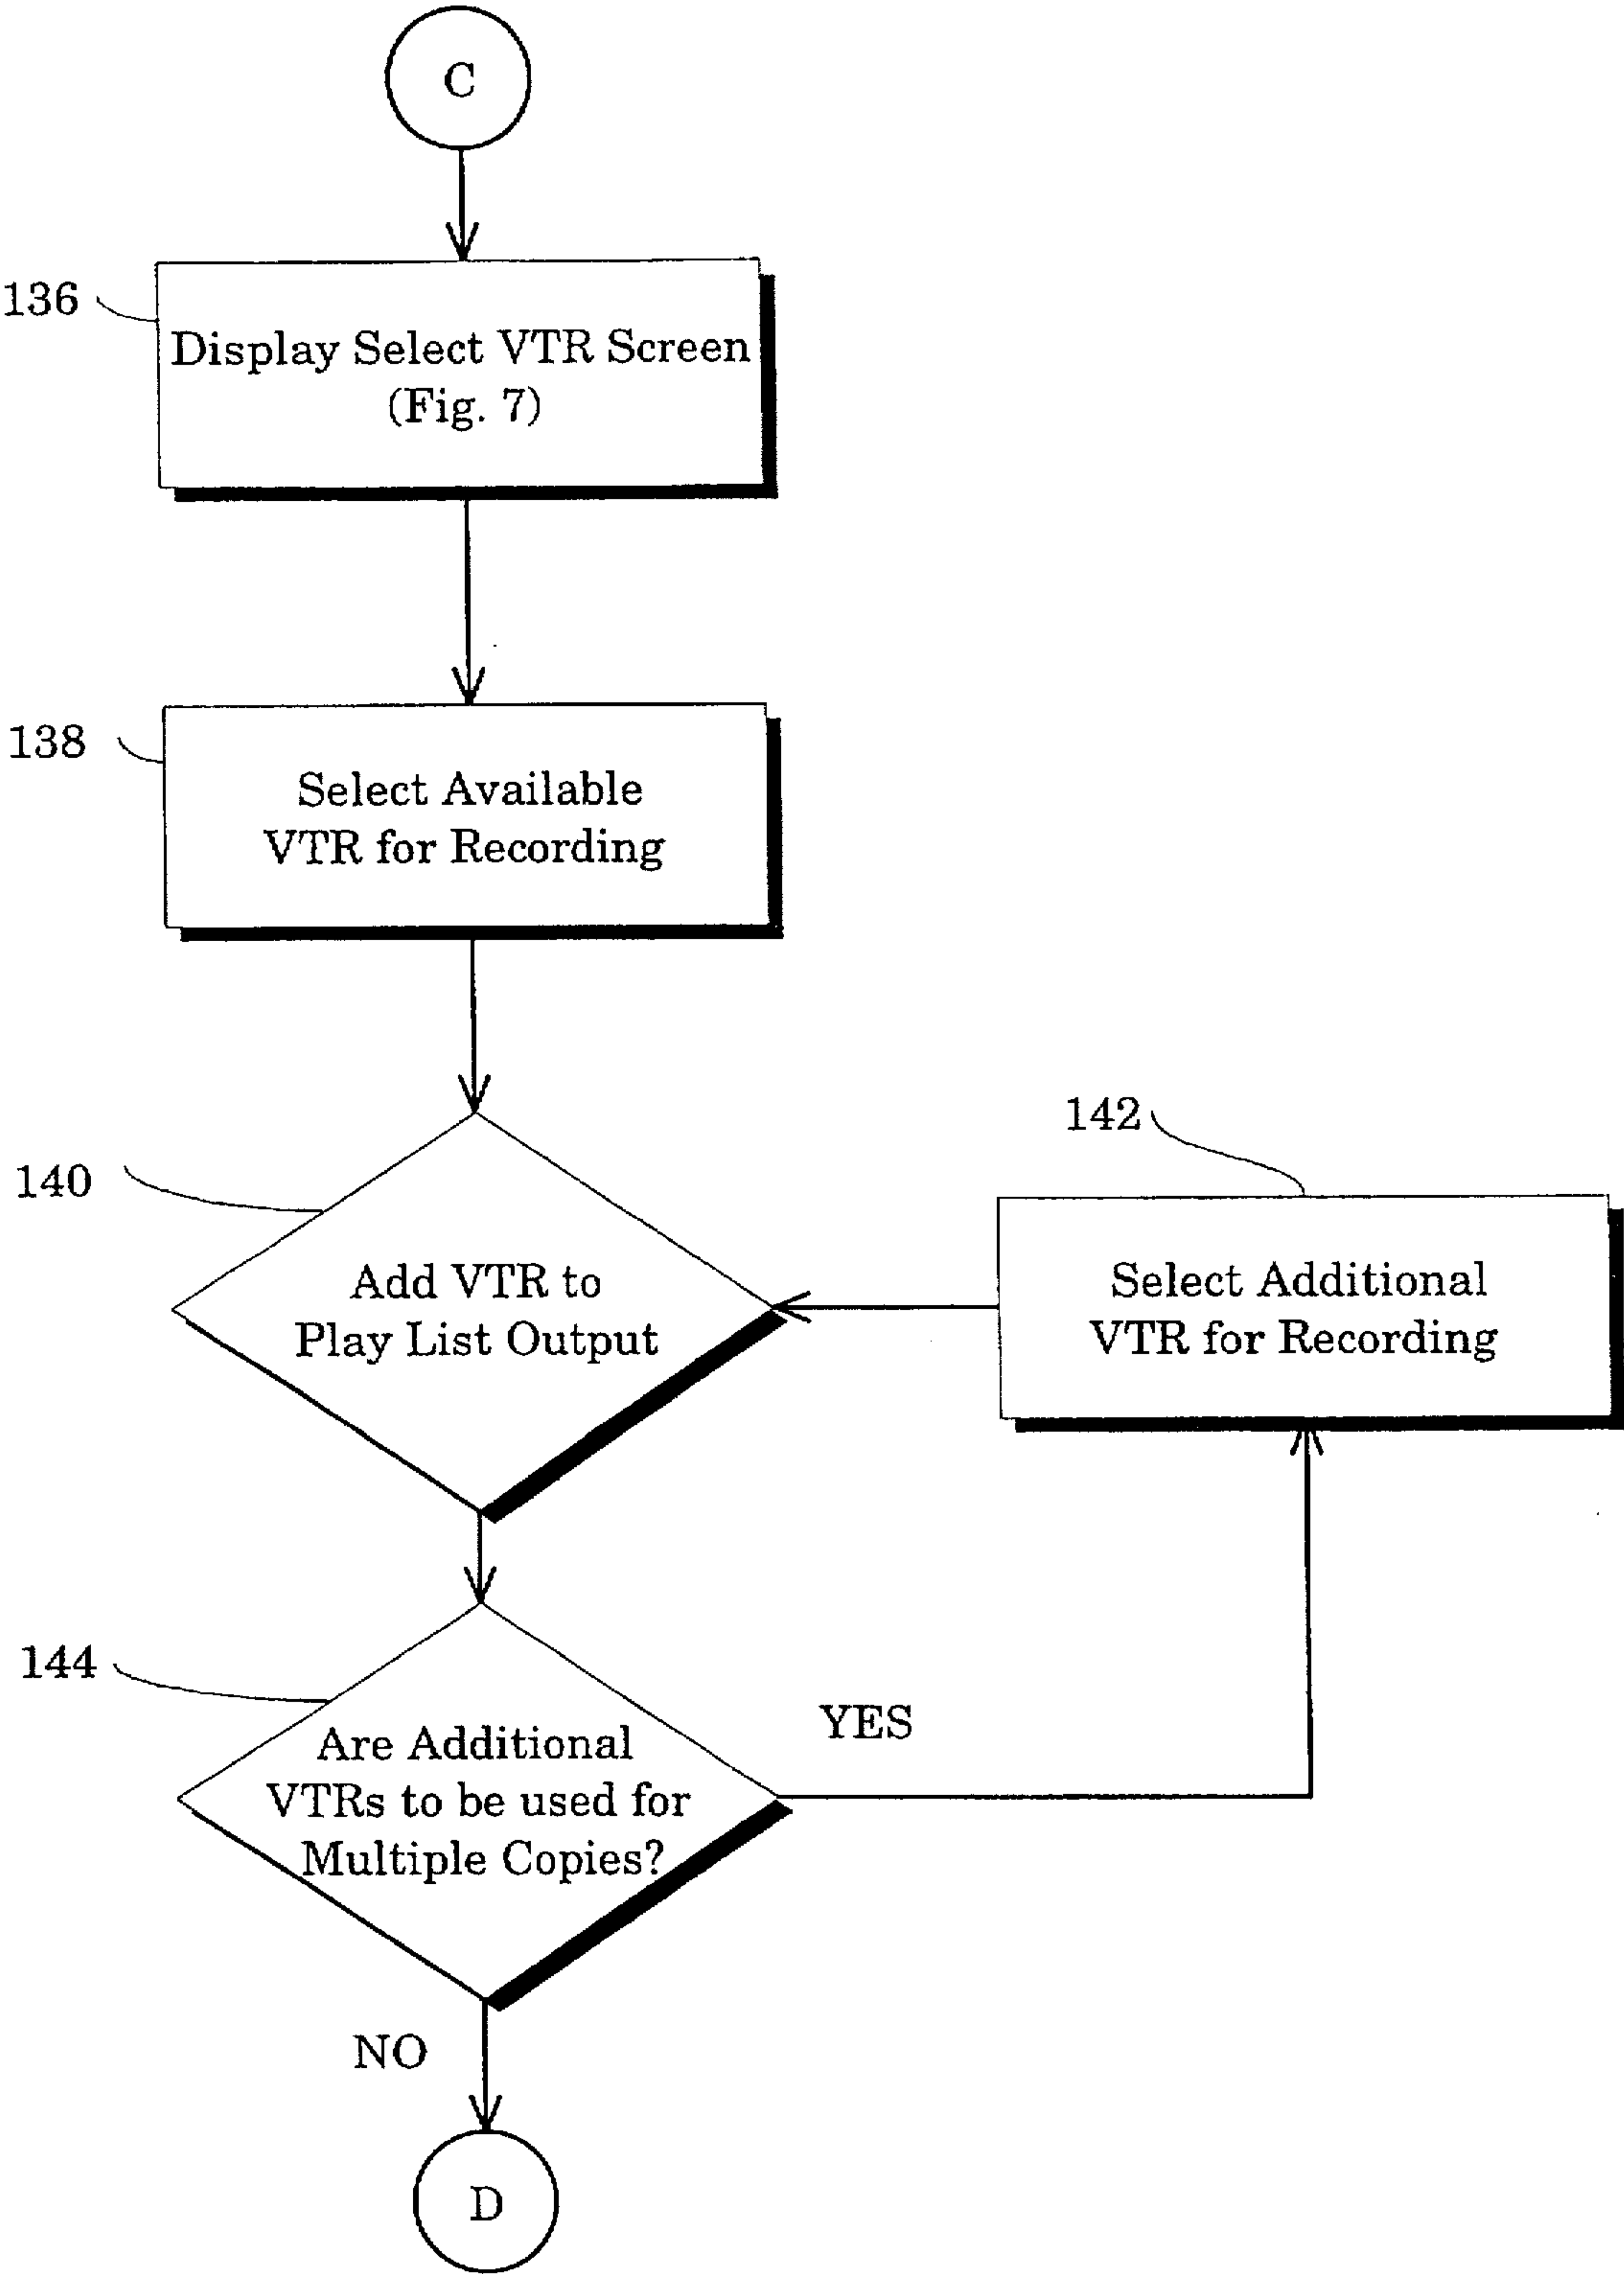 C
136
Display Select VTR Screen
(Fig. 7)
138
Select Available
VTR for Recording
140
Add VTR to
Play List Output
142
Select Additional
VTR for Recording
144
Are Additional
VTRs to be used for
Multiple Copies?
YES
NO
D